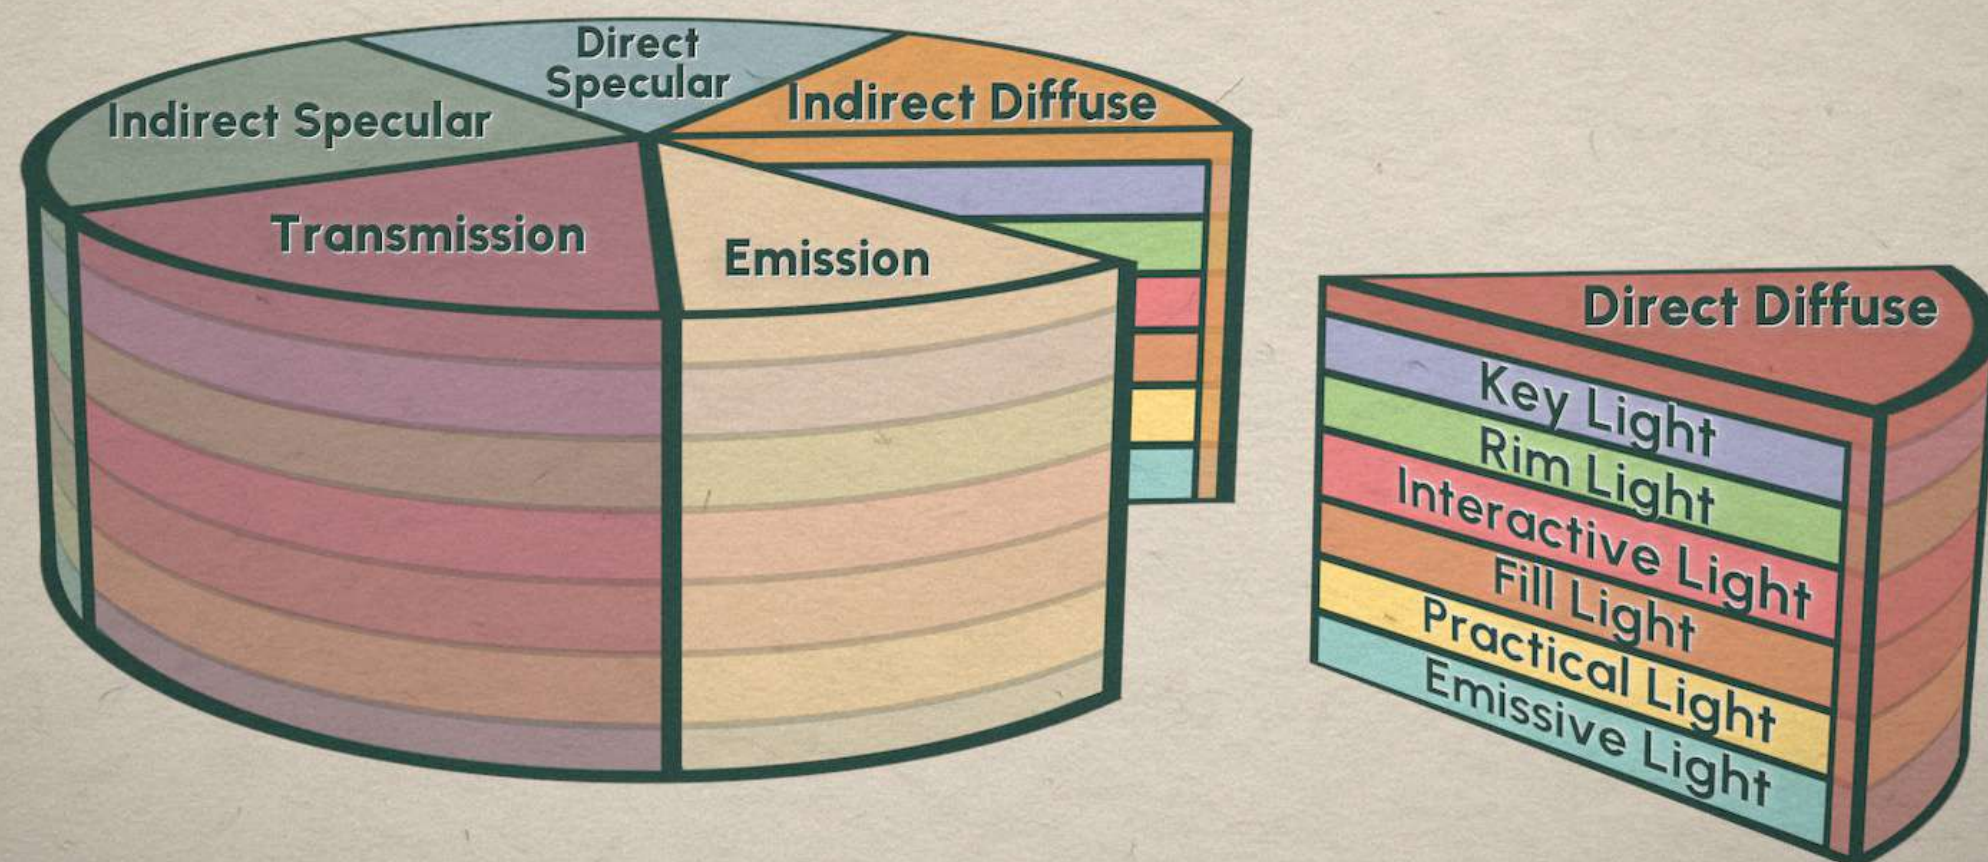 Direct
Specular
Indirect Specular
Indirect Diffuse
Transmission
Emission
Direct Diffuse
Key Light
Rim Light
Interactive Light
Fill Light
Practical Light
Emissive Light